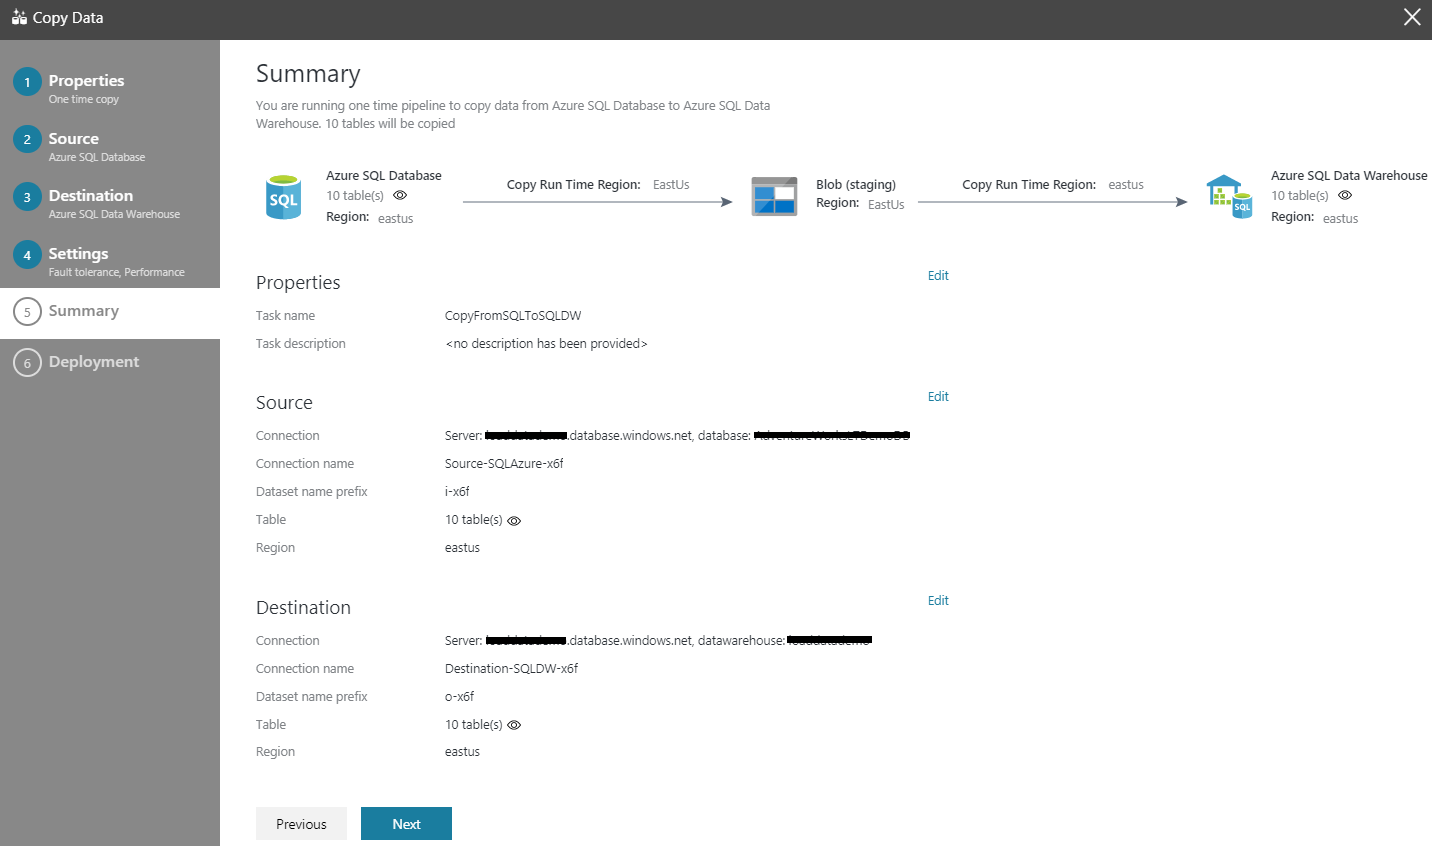 Copy Data
1 Properties
One time copy
2 Source
Azure SQL Database
3 Destination
Azure SQL Data Warehouse
4 Settings
Fault tolerance, Performance
5 Summary
6 Deployment
Summary
You are running one time pipeline to copy data from Azure SQL Database to Azure SQL Data
Warehouse. 10 tables will be copied
SQL
Azure SQL Database
10 table(s)
Region: eastus
Copy Run Time Region: EastUs
Blob (staging)
Region: EastUs
Copy Run Time Region: eastus
SQL
Azure SQL Data Warehouse
10 table(s)
Region: eastus
Properties Edit
Task name CopyFromSQLToSQLDW
Task description <no description has been provided>
Source Edit
Connection Server: .database.windows.net, database:
Connection name Source-SQLAzure-x6f
Dataset name prefix i-x6f
Table 10 table(s)
Region eastus
Destination Edit
Connection Server: .database.windows.net, datawarehouse:
Connection name Destination-SQLDW-x6f
Dataset name prefix o-x6f
Table 10 table(s)
Region eastus
Previous Next